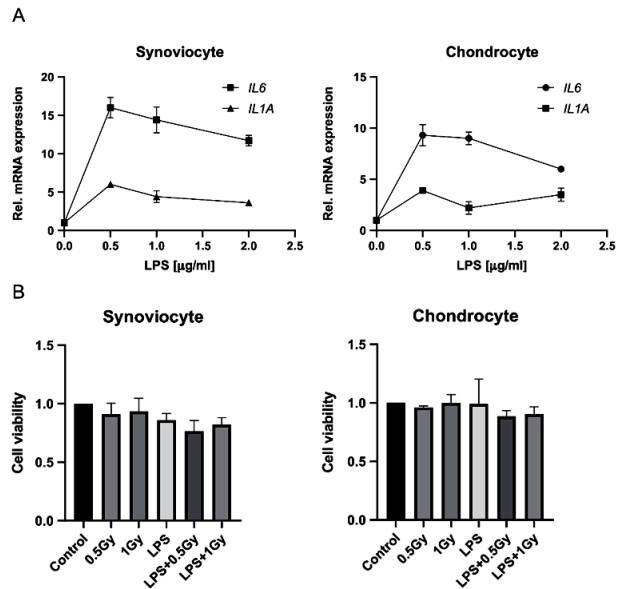 A
Synoviocyte
Rel. mRNA expression
20
15
10
5
0
0.0 0.5 1.0 1.5 2.0 2.5
LPS [µg/ml]
IL6
IL1A
Chondrocyte
Rel. mRNA expression
15
10
5
0
0.0 0.5 1.0 1.5 2.0 2.5
LPS [µg/ml]
IL6
IL1A
B
Synoviocyte
Cell viability
1.5
1.0
0.5
0.0
Control 0.5Gy 1Gy LPS LPS+0.5Gy LPS+1Gy
Chondrocyte
Cell viability
1.5
1.0
0.5
0.0
Control 0.5Gy 1Gy LPS LPS+0.5Gy LPS+1Gy